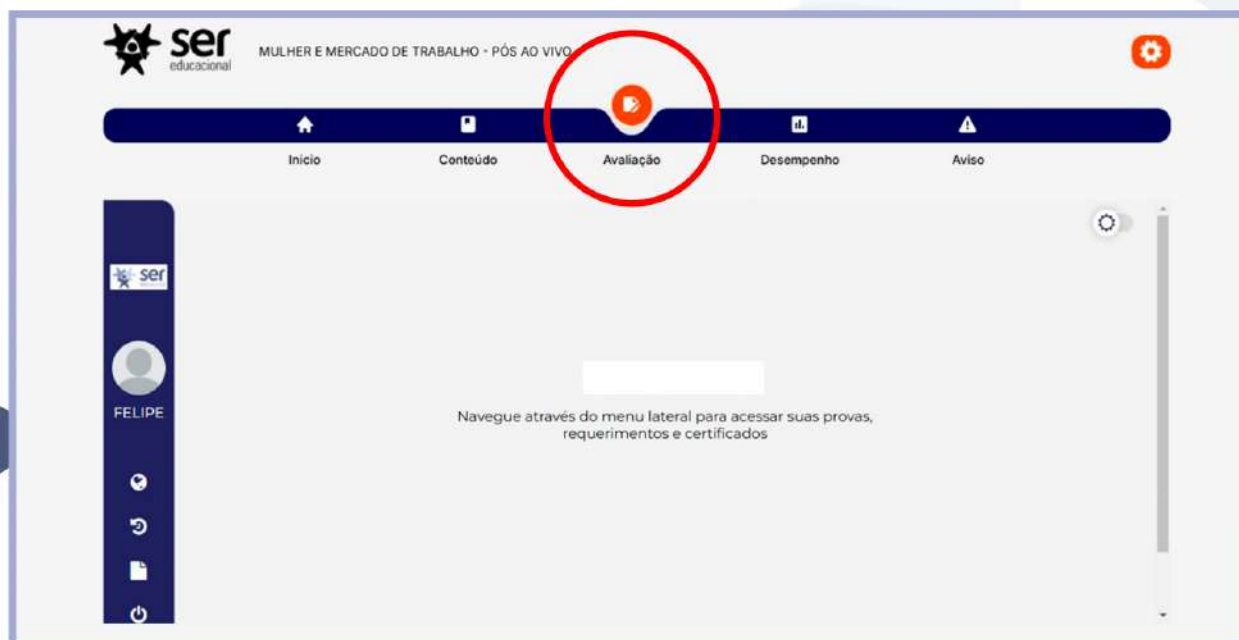 ser
educacional
MULHER E MERCADO DE TRABALHO - PÓS AO VIVO
Inicio
Conteúdo
Avaliação
Desempenho
Aviso
ser
FELIPE
Navegue através do menu lateral para acessar suas provas,
requerimentos e certificados